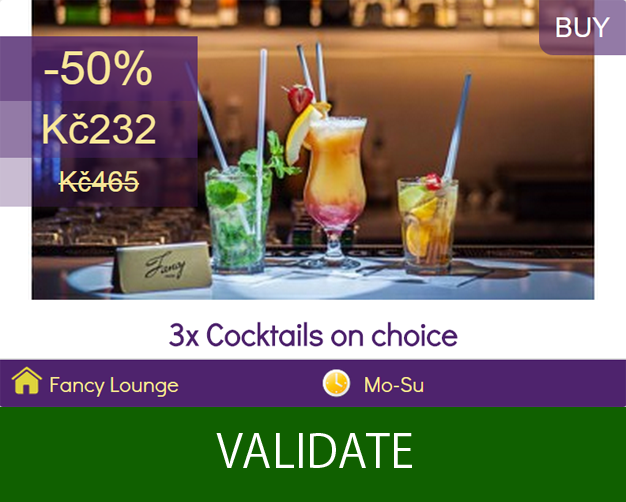 BUY
-50%
Kč232
Kč465
Fancy
3x Cocktails on choice
Fancy Lounge
Mo-Su
VALIDATE